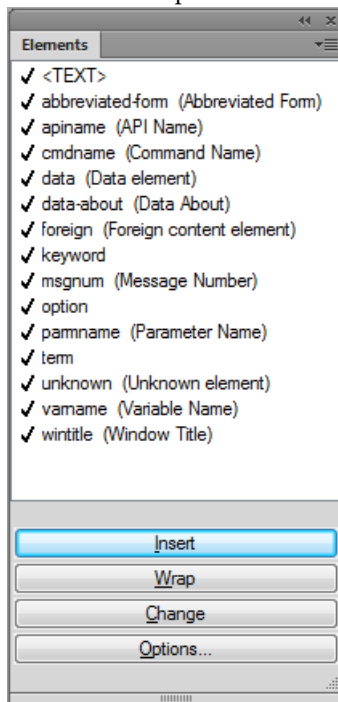 Elements
<TEXT>
abbreviated-form (Abbreviated Form)
apiname (API Name)
cmdname (Command Name)
data (Data element)
data-about (Data About)
foreign (Foreign content element)
keyword
msgnum (Message Number)
option
parmname (Parameter Name)
term
unknown (Unknown element)
varname (Variable Name)
wintitle (Window Title)
Insert
Wrap
Change
Options...